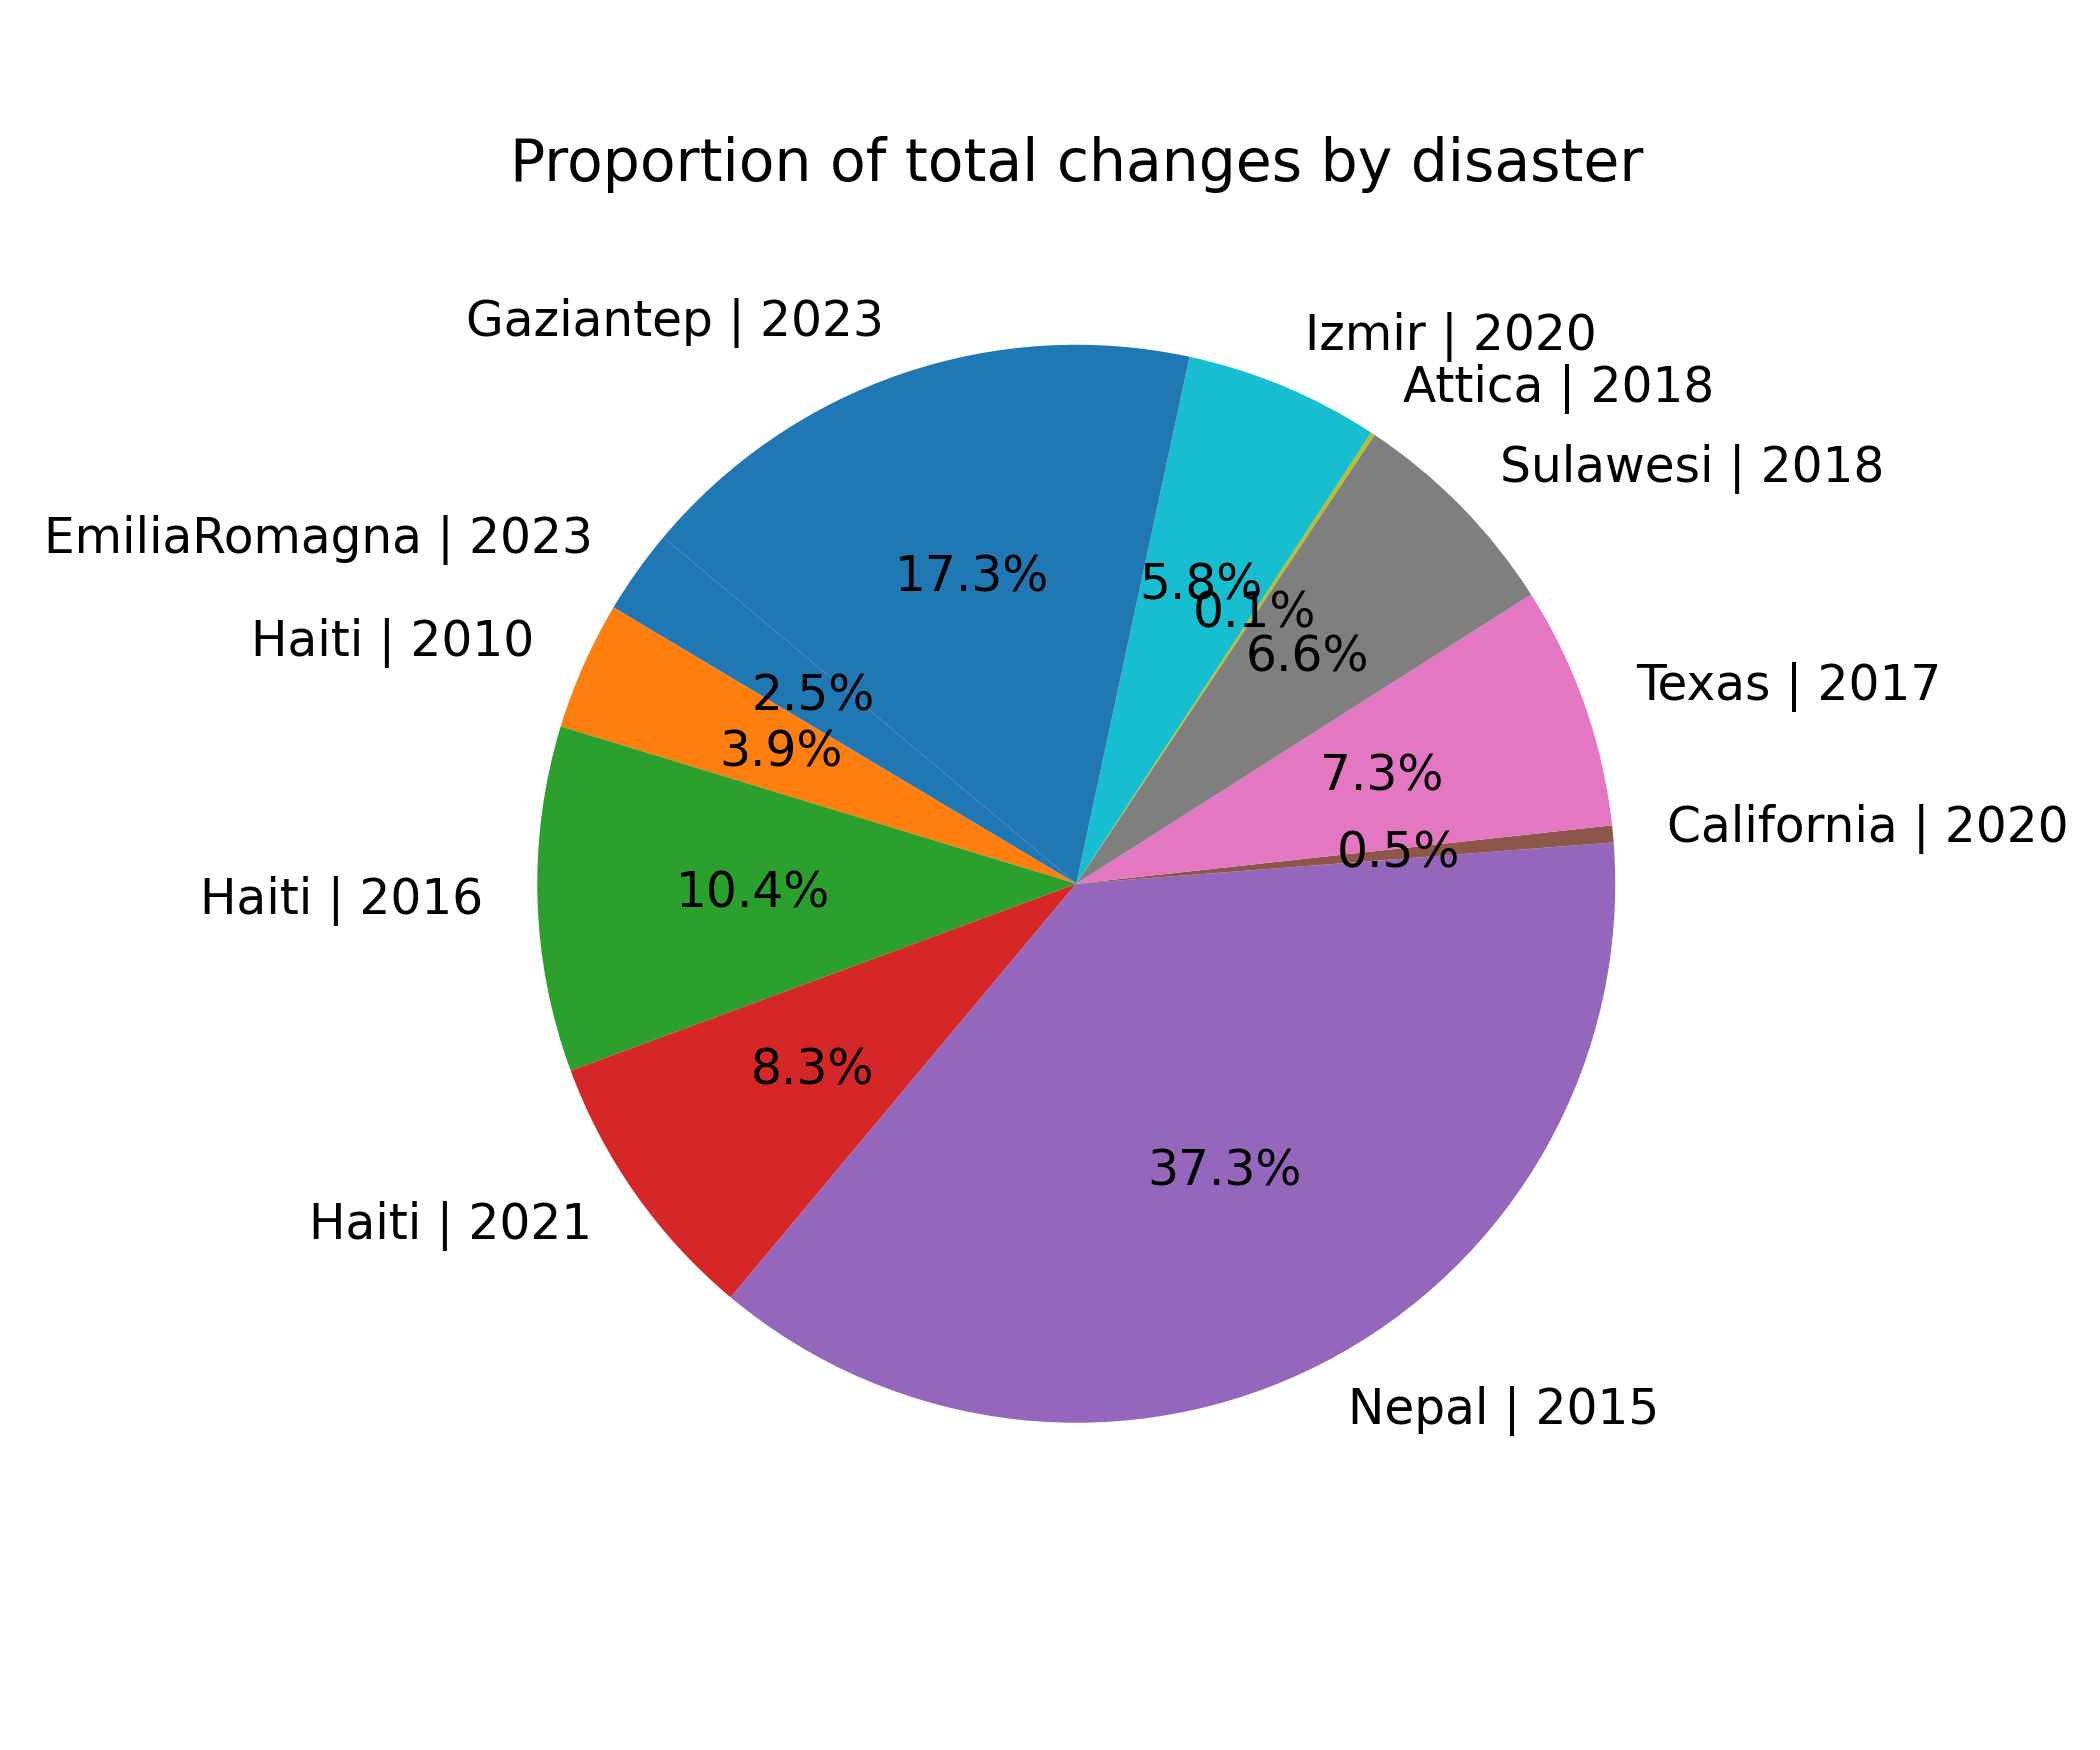 Proportion of total changes by disaster
Gaziantep | 2023
Izmir | 2020
Attica | 2018
Sulawesi | 2018
EmiliaRomagna | 2023
17.3%
5.8%
0.1%
Haiti | 2010
6.6%
Texas | 2017
2.5%
3.9%
7.3%
California | 2020
0.5%
Haiti | 2016
10.4%
8.3%
37.3%
Haiti | 2021
Nepal | 2015